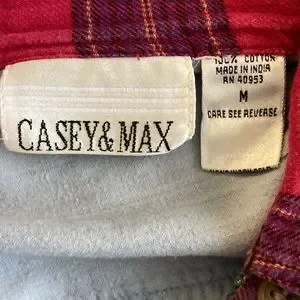 CASEY & MAX
100% COTTON
MADE IN INDIA
RN 40953
M
CARE SEE REVERSE